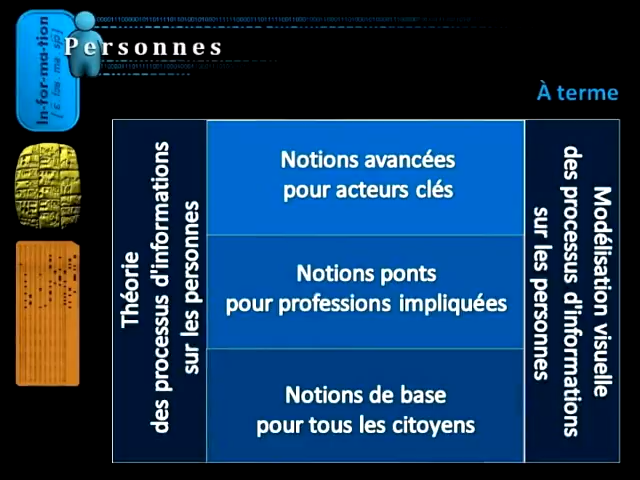 In·for·ma·tion
Personnes
À terme
Théorie
des processus d'informations
sur les personnes
Notions avancées
pour acteurs clés
Notions ponts
pour professions impliquées
Notions de base
pour tous les citoyens
Modélisation visuelle
des processus d'informations
sur les personnes